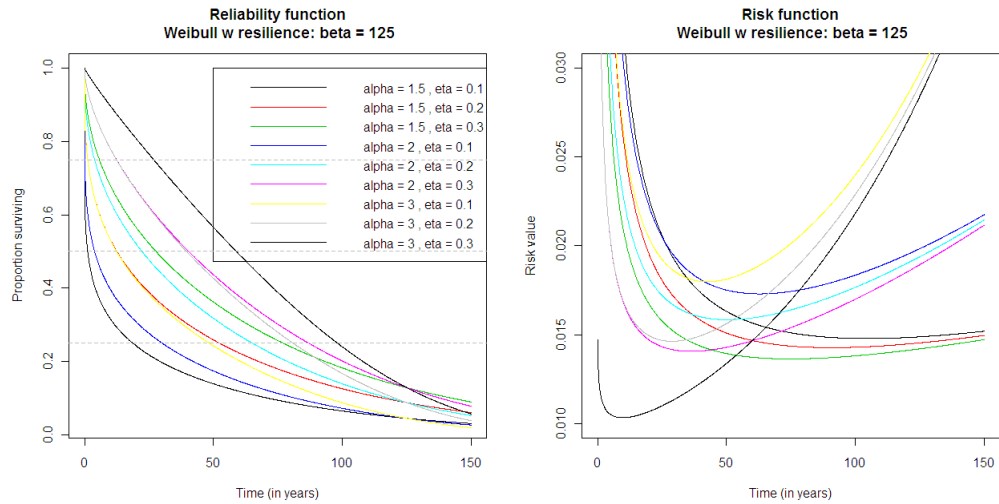 Reliability function
Weibull w resilience: beta = 125
Proportion surviving
1.0
0.8
0.6
0.4
0.2
0.0
alpha = 1.5 , eta = 0.1
alpha = 1.5 , eta = 0.2
alpha = 1.5 , eta = 0.3
alpha = 2 , eta = 0.1
alpha = 2 , eta = 0.2
alpha = 2 , eta = 0.3
alpha = 3 , eta = 0.1
alpha = 3 , eta = 0.2
alpha = 3 , eta = 0.3
0 50 100 150
Time (in years)
Risk function
Weibull w resilience: beta = 125
Risk value
0.030
0.025
0.020
0.015
0.010
0 50 100 150
Time (in years)